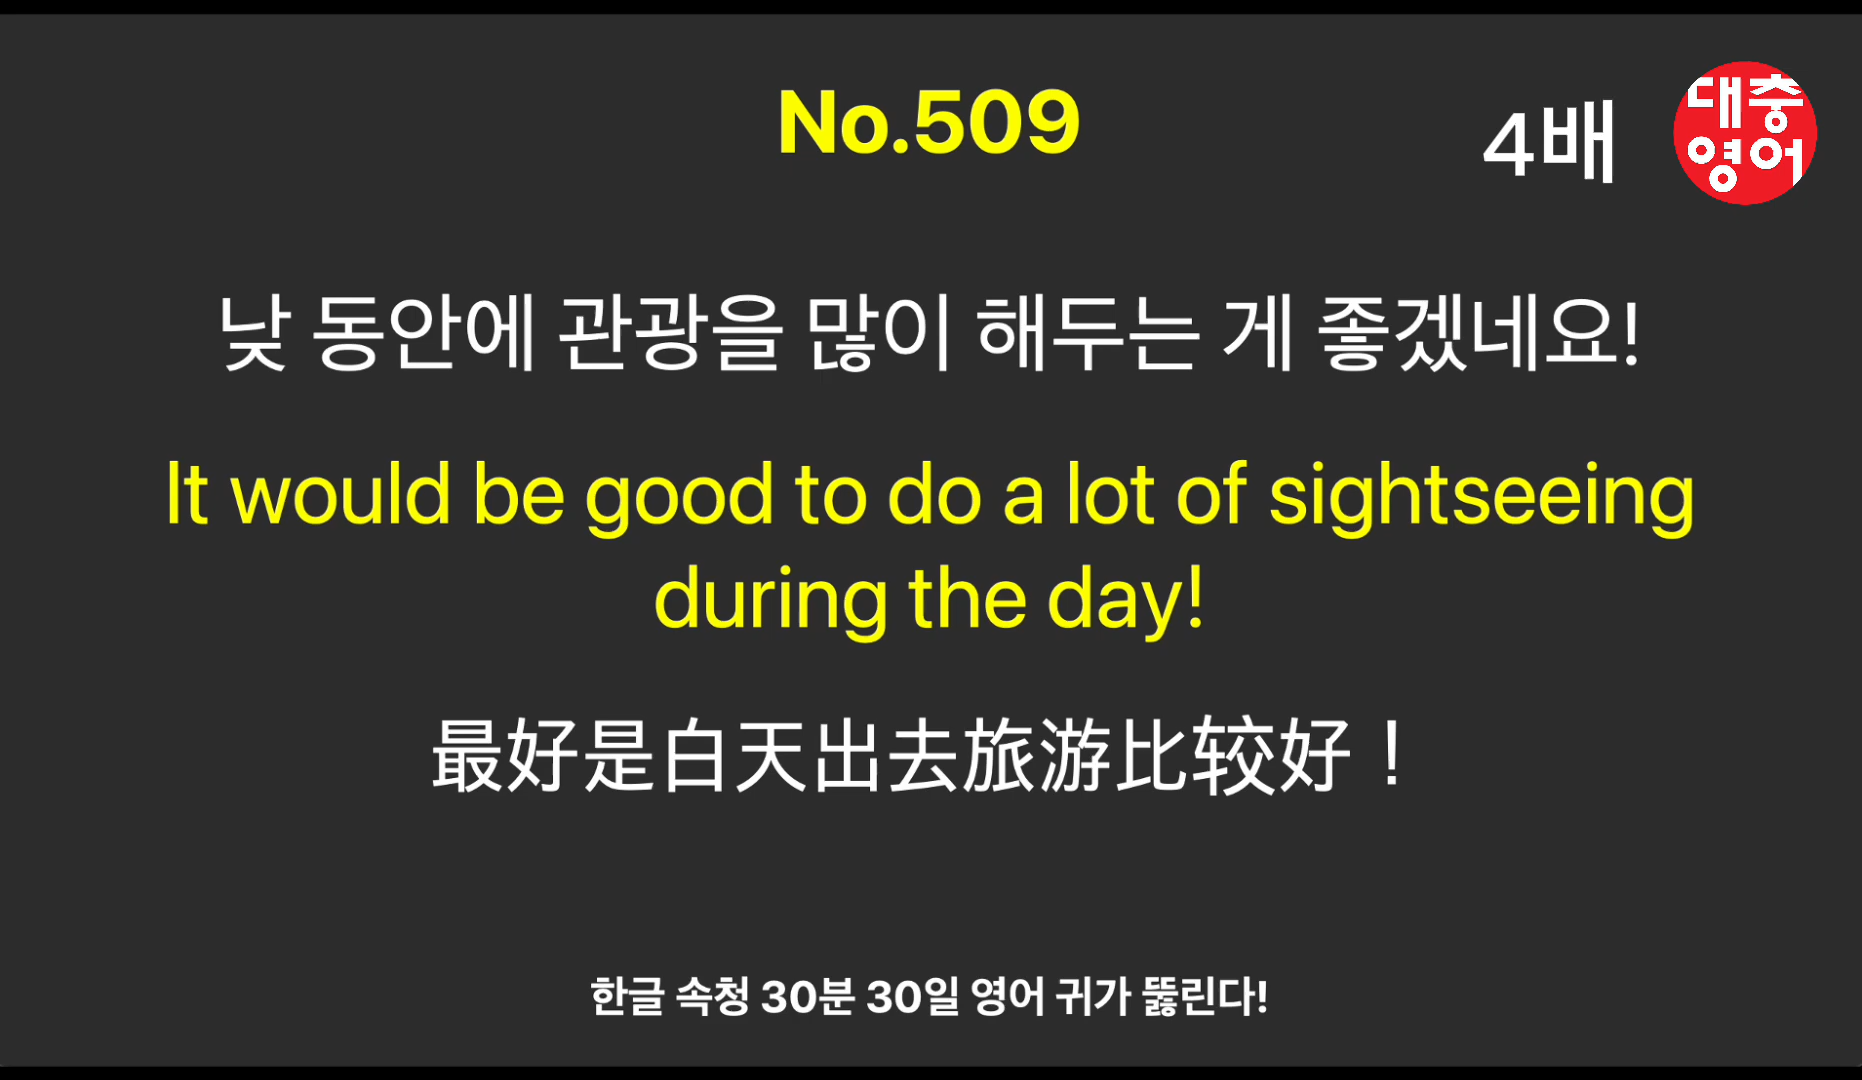 No.509
4배
대충
영어
낮 동안에 관광을 많이 해두는 게 좋겠네요!
It would be good to do a lot of sightseeing
during the day!
最好是白天出去旅游比较好！
한글 속청 30분 30일 영어 귀가 뚫린다!